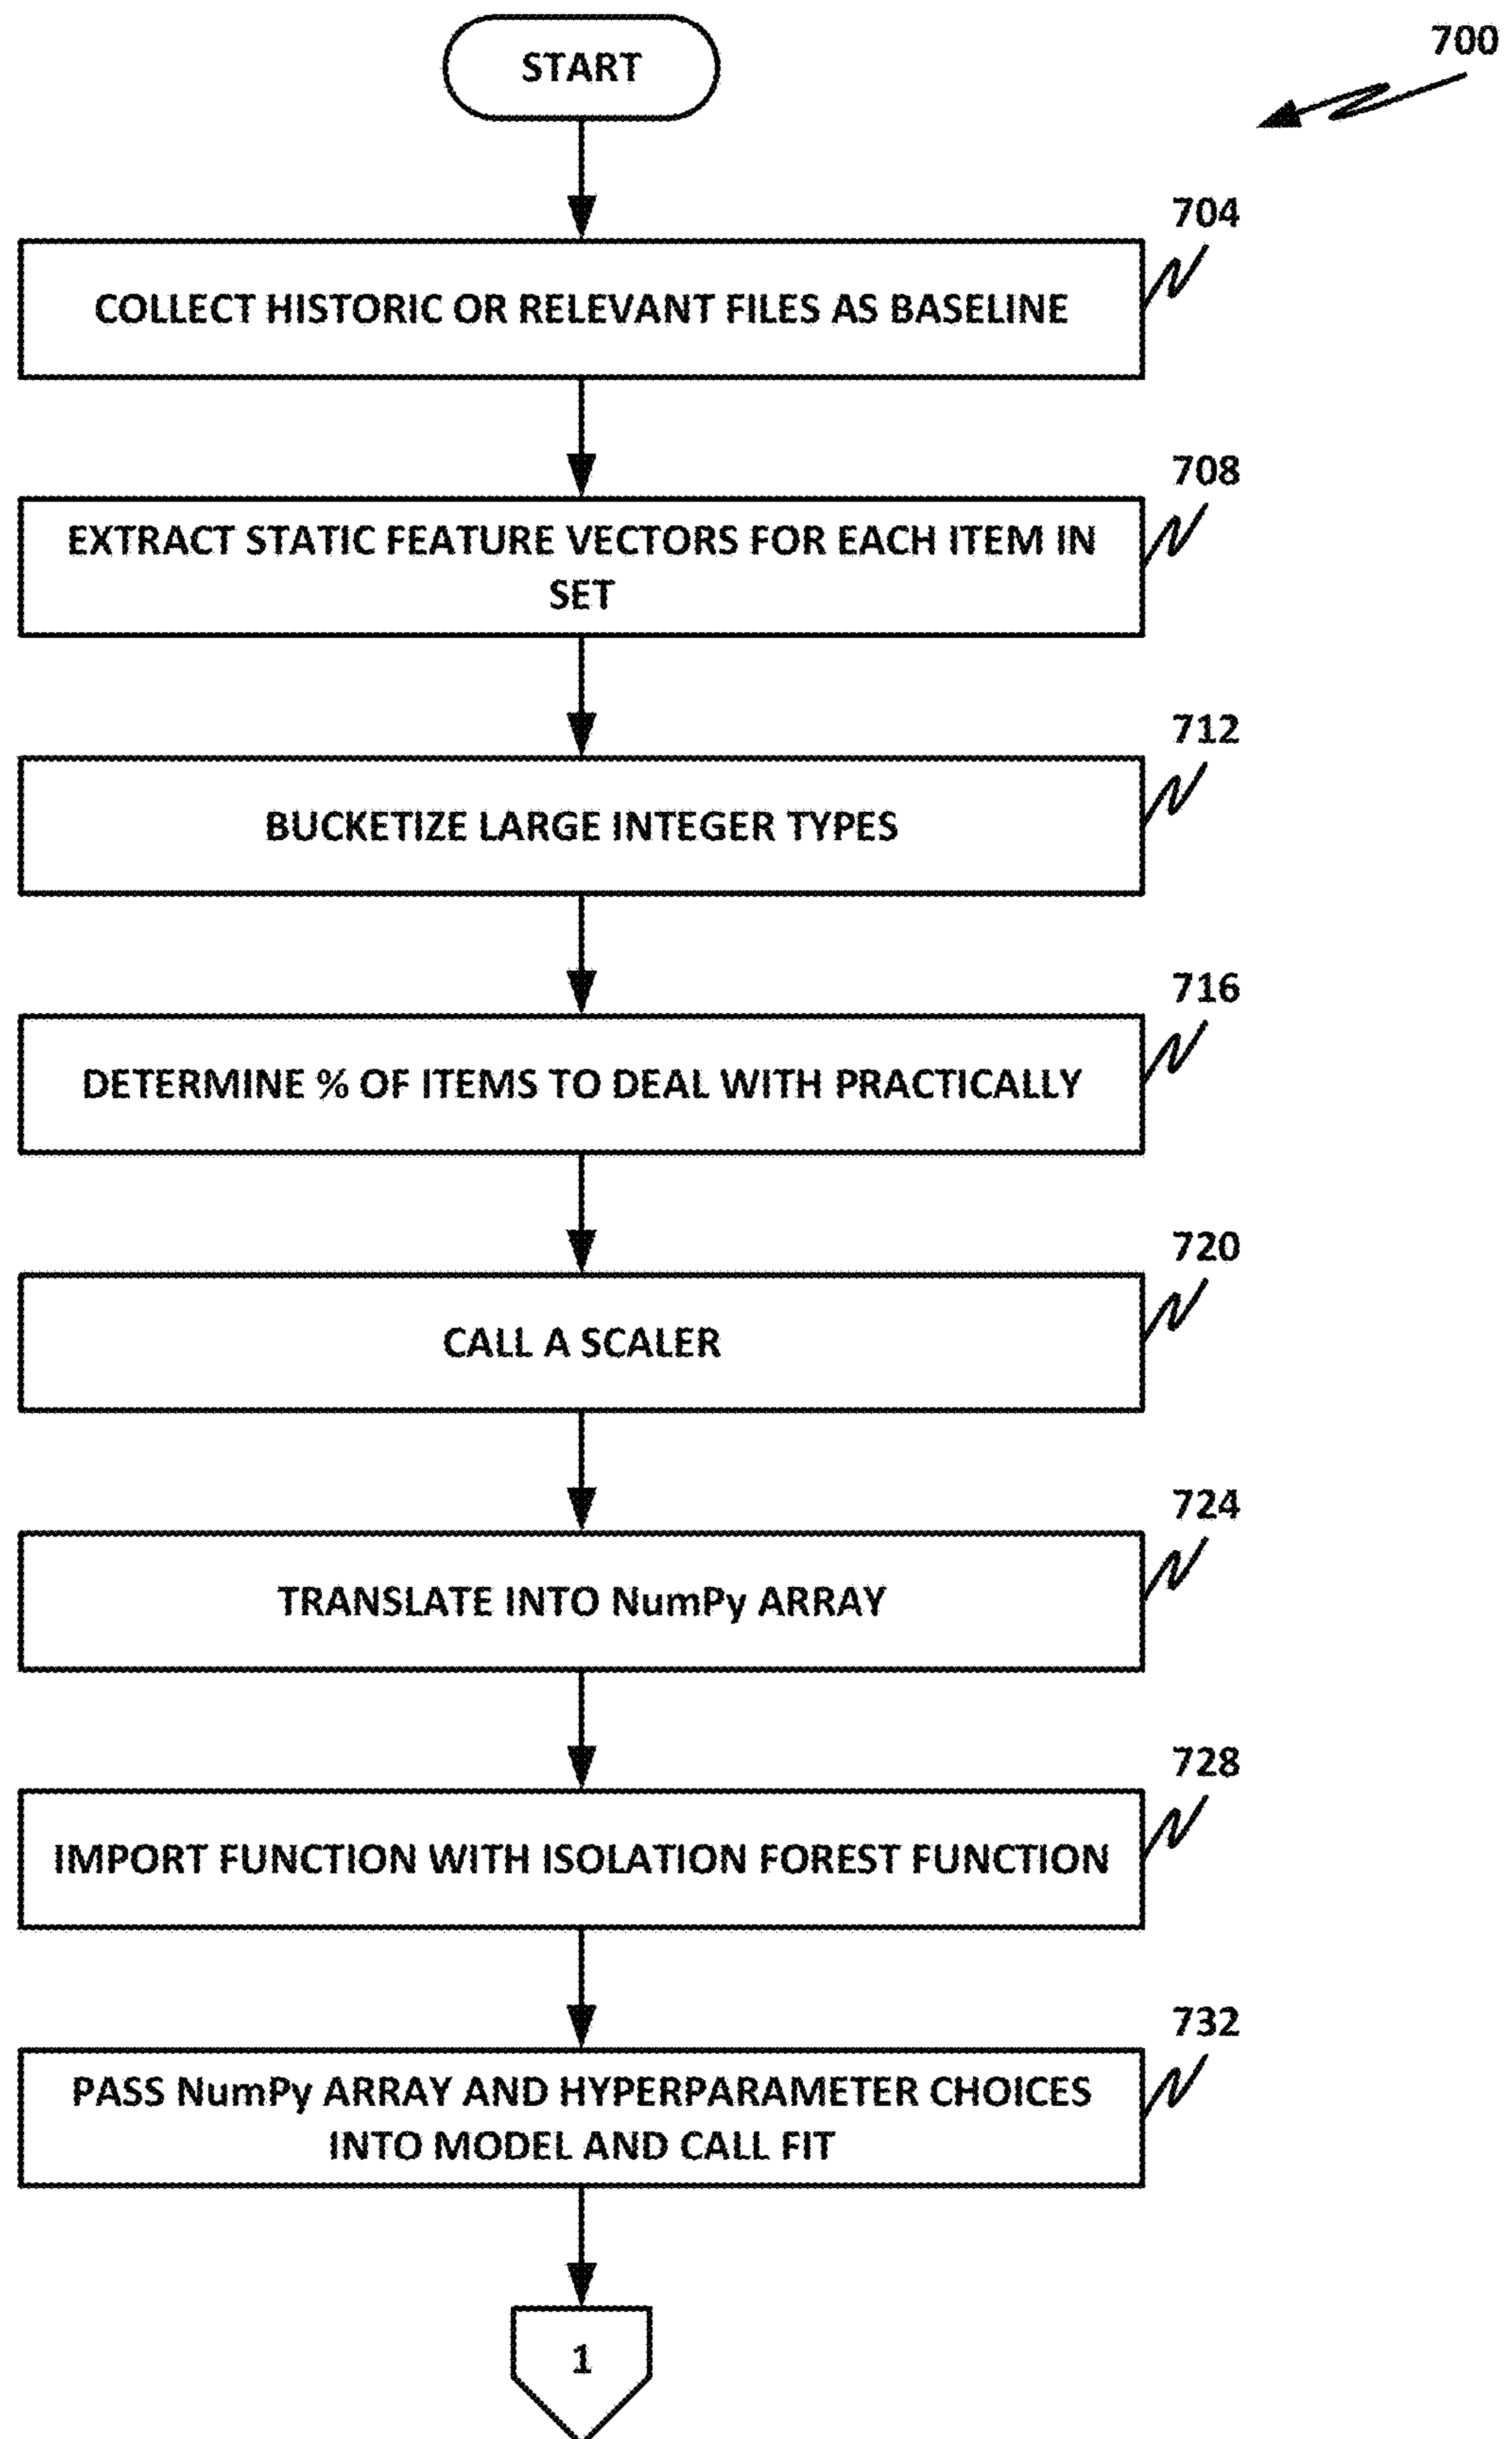 START
700
704
COLLECT HISTORIC OR RELEVANT FILES AS BASELINE
708
EXTRACT STATIC FEATURE VECTORS FOR EACH ITEM IN
SET
712
BUCKETIZE LARGE INTEGER TYPES
716
DETERMINE % OF ITEMS TO DEAL WITH PRACTICALLY
720
CALL A SCALER
724
TRANSLATE INTO NumPy ARRAY
728
IMPORT FUNCTION WITH ISOLATION FOREST FUNCTION
732
PASS NumPy ARRAY AND HYPERPARAMETER CHOICES
INTO MODEL AND CALL FIT
1